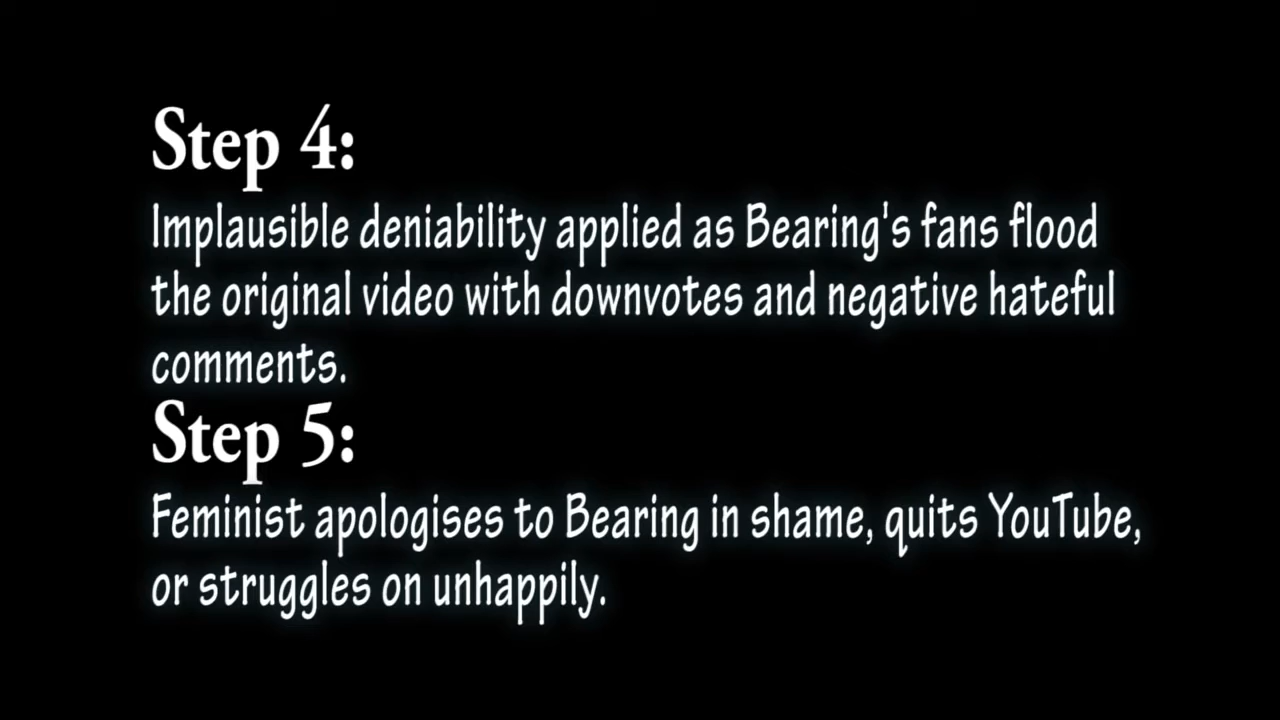 Step 4:
Implausible deniability applied as Bearing's fans flood
the original video with downvotes and negative hateful
comments.
Step 5:
Feminist apologises to Bearing in shame, quits YouTube,
or struggles on unhappily.